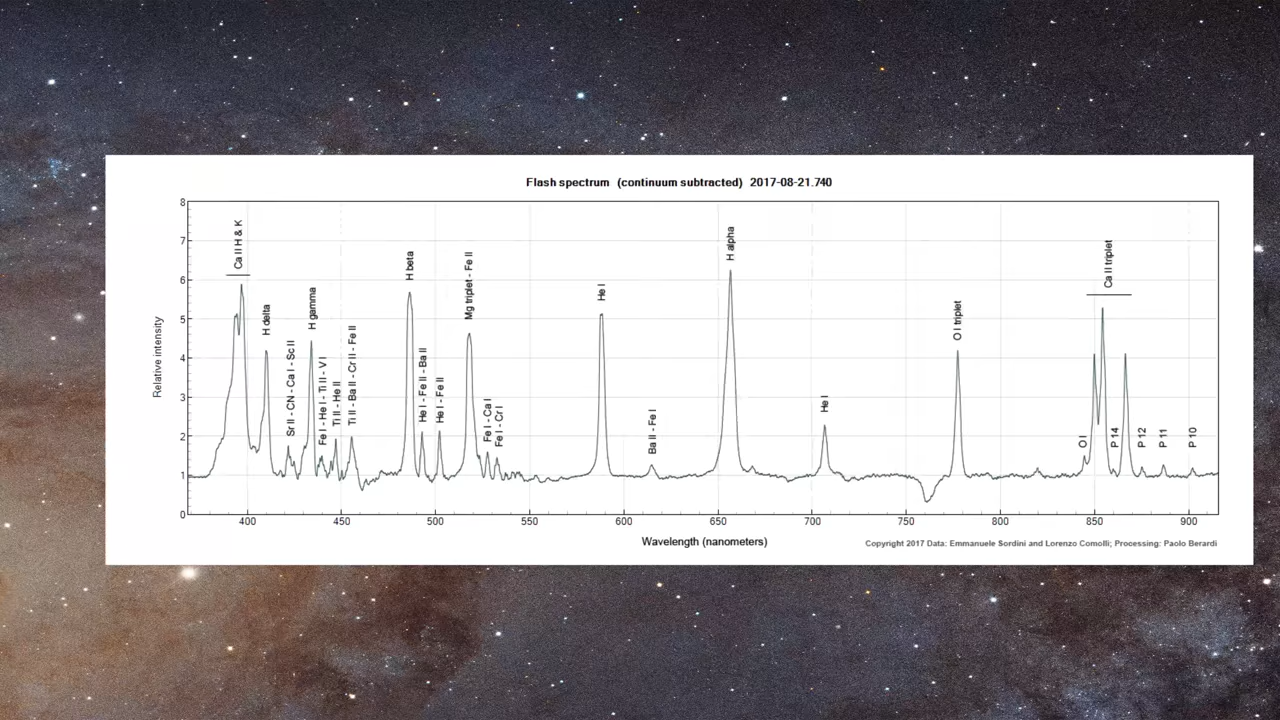 Flash spectrum (continuum subtracted) 2017-08-21.740
8
7
6
5
4
3
2
1
0
Relative intensity
Ca II H & K
H delta
Sr II - CN - Ca I - Sc II
H gamma
Fe I - He I - Ti II - V I
Ti II - He II
Ti II - Ba II - Cr II - Fe II
H beta
He I - Fe II - Ba II
He I - Fe II
Mg triplet - Fe II
Fe I - Ca I
Fe I - Cr I
He I
Ba II - Fe I
H alpha
He I
O I triplet
O I
Ca II triplet
P 14
P 12
P 11
P 10
400 450 500 550 600 650 700 750 800 850 900
Wavelength (nanometers)
Copyright 2017 Data: Emmanuele Sordini and Lorenzo Comolli; Processing: Paolo Berardi